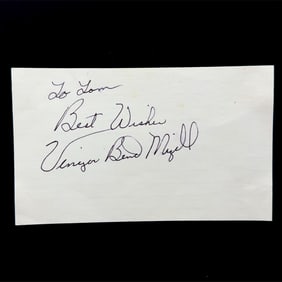 To Tom
Best Wishes
Vinegar Bend Mizell